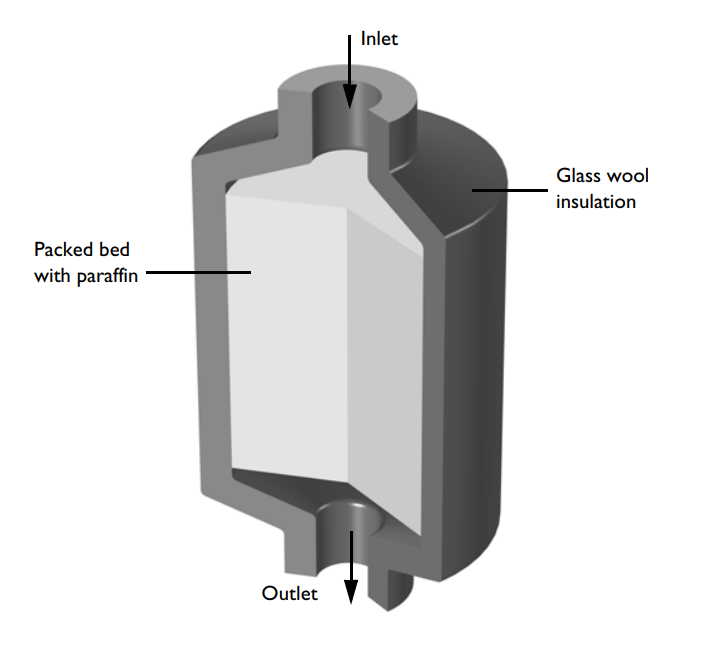 Inlet
Glass wool
insulation
Packed bed
with paraffin
Outlet